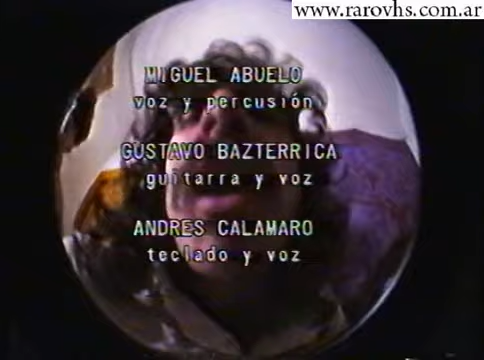 www.rarovhs.com.ar
MIGUEL ABUELO
voz y percusión
GUSTAVO BAZTERRICA
guitarra y voz
ANDRES CALAMARO
teclado y voz